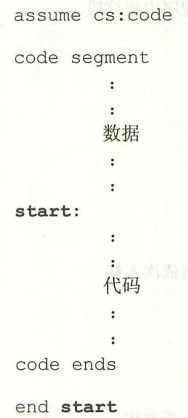 assume cs:code
code segment
:
:
数据
:
:
start:
:
:
代码
:
:
code ends
end start